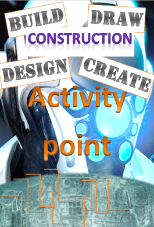 BUILD DRAW
CONSTRUCTION
DESIGN CREATE
Activity
point